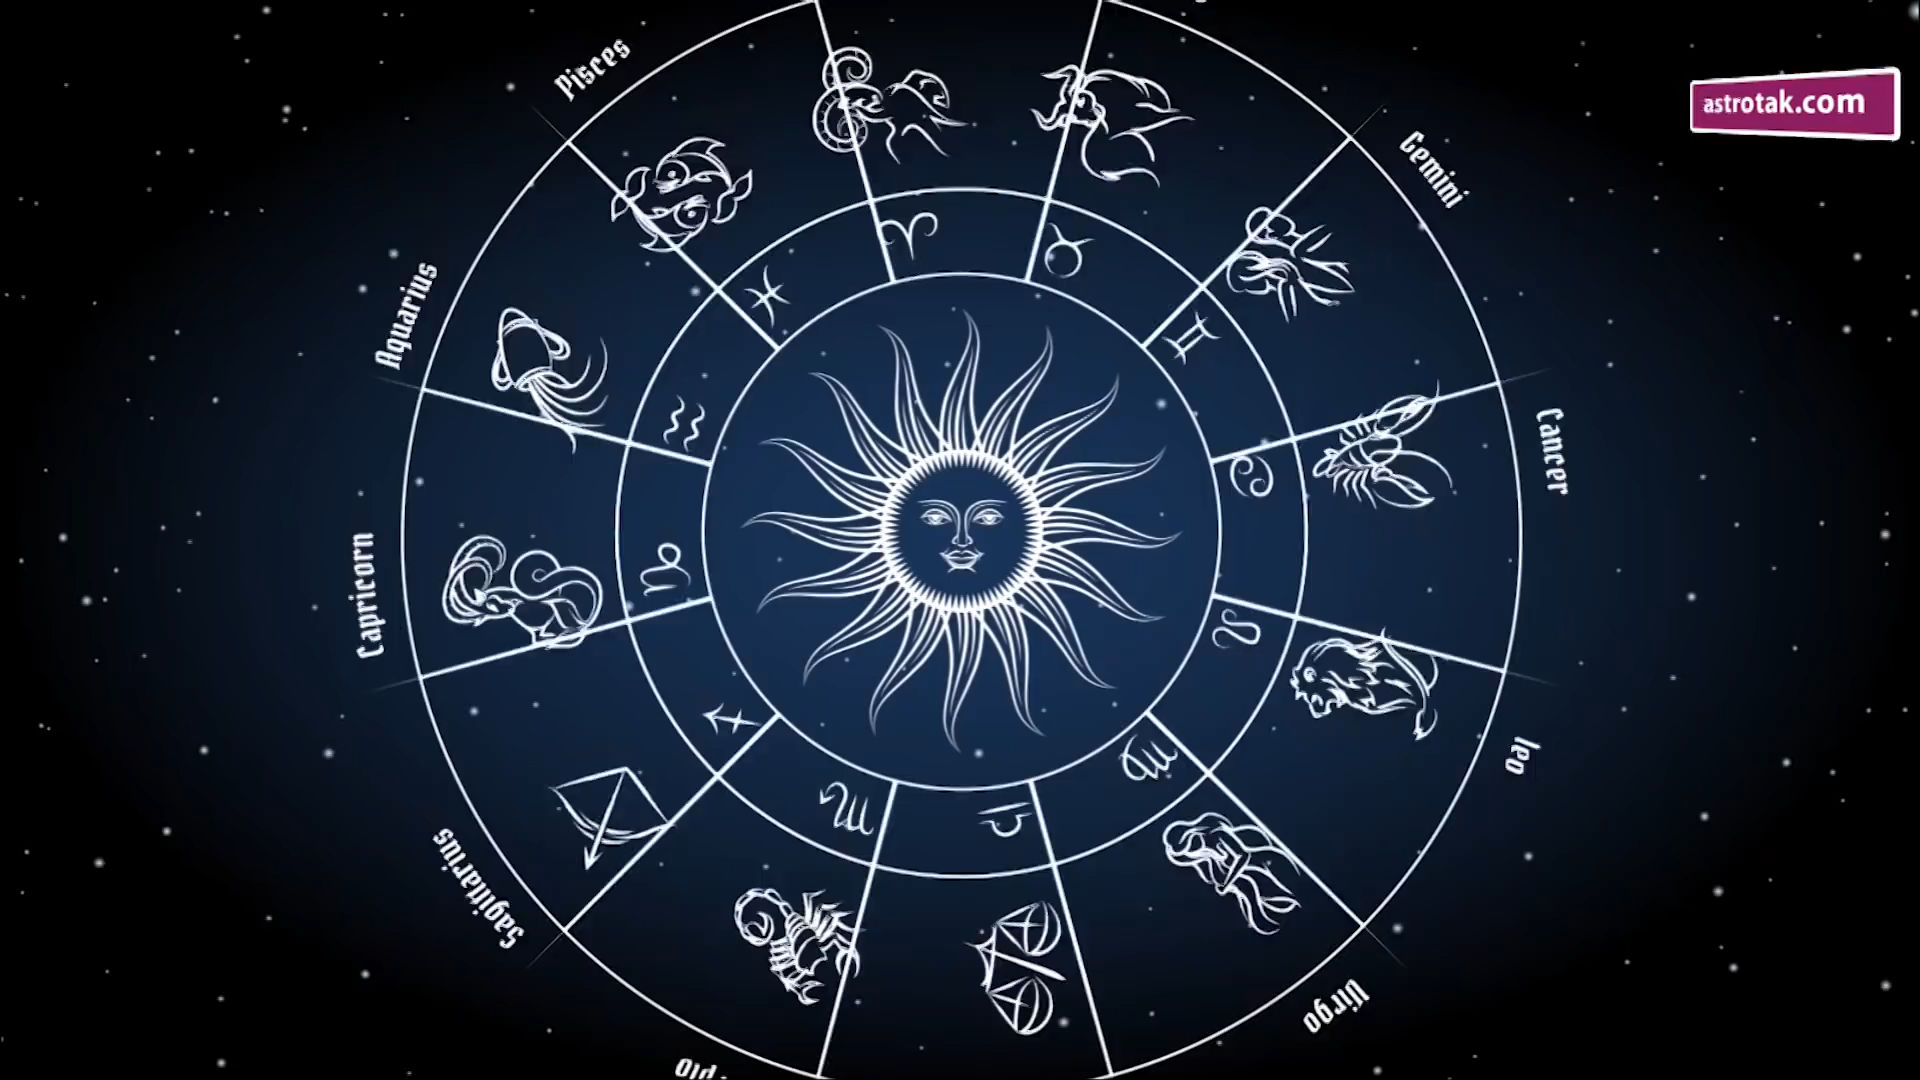 Pisces
astrotak.com
Gemini
Aquarius
Cancer
Capricorn
leo
Sagittarius
Virgo